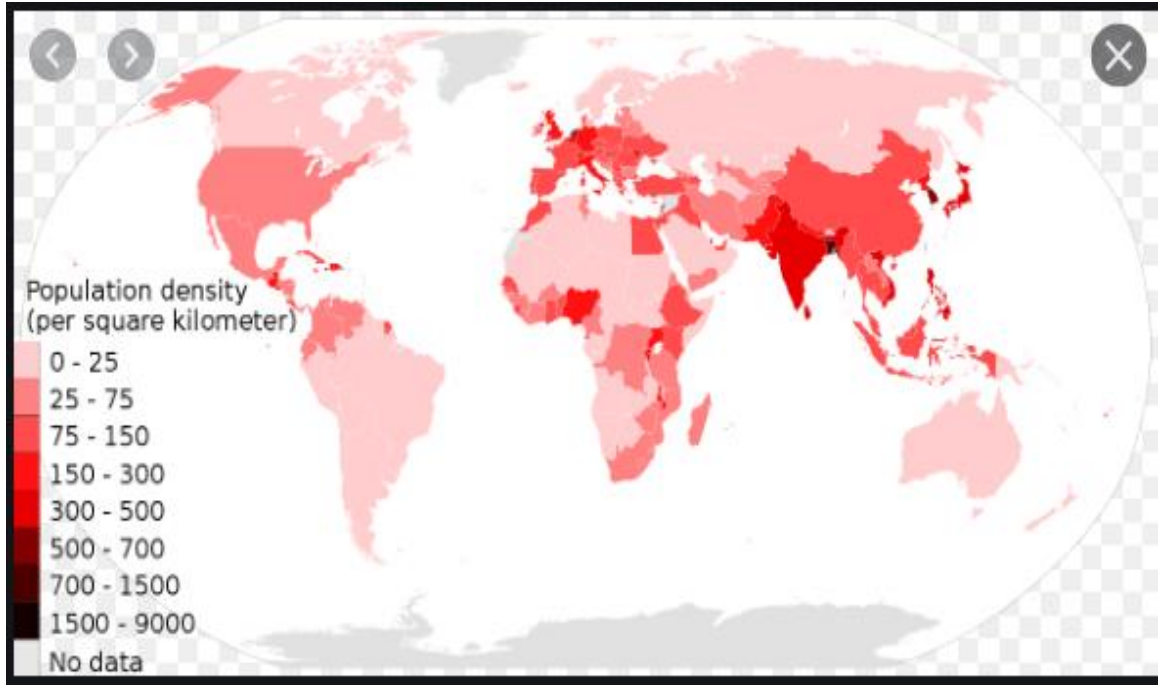 Population density
(per square kilometer)
0 - 25
25 - 75
75 - 150
150 - 300
300 - 500
500 - 700
700 - 1500
1500 - 9000
No data